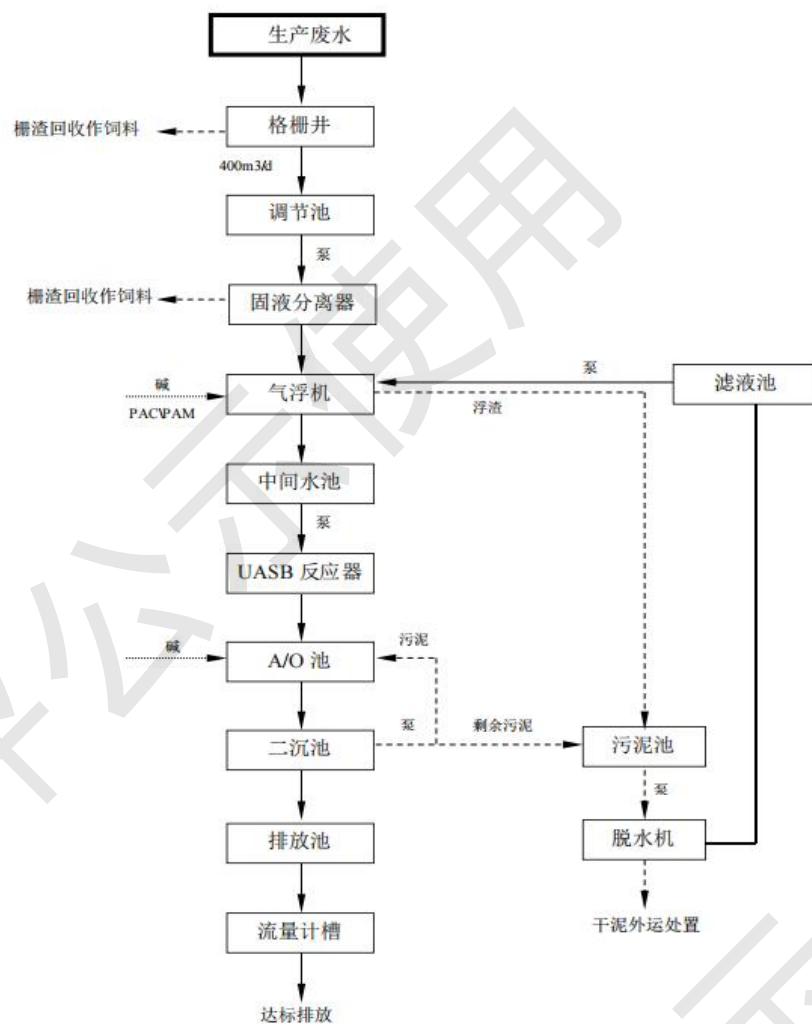 生产废水
栅渣回收作饲料
格栅井
400m3/d
调节池
泵
栅渣回收作饲料
固液分离器
碱
气浮机
泵
滤液池
PAC\PAM
浮渣
中间水池
泵
UASB 反应器
碱
A/O 池
污泥
二沉池
泵
剩余污泥
污泥池
泵
排放池
脱水机
流量计槽
干泥外运处置
达标排放
公示使用